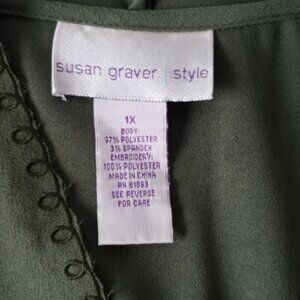 susan graver | style
1X
BODY:
97% POLYESTER
3% SPANDEX
EMBROIDERY:
100% POLYESTER
MADE IN CHINA
RN 81693
SEE REVERSE
FOR CARE